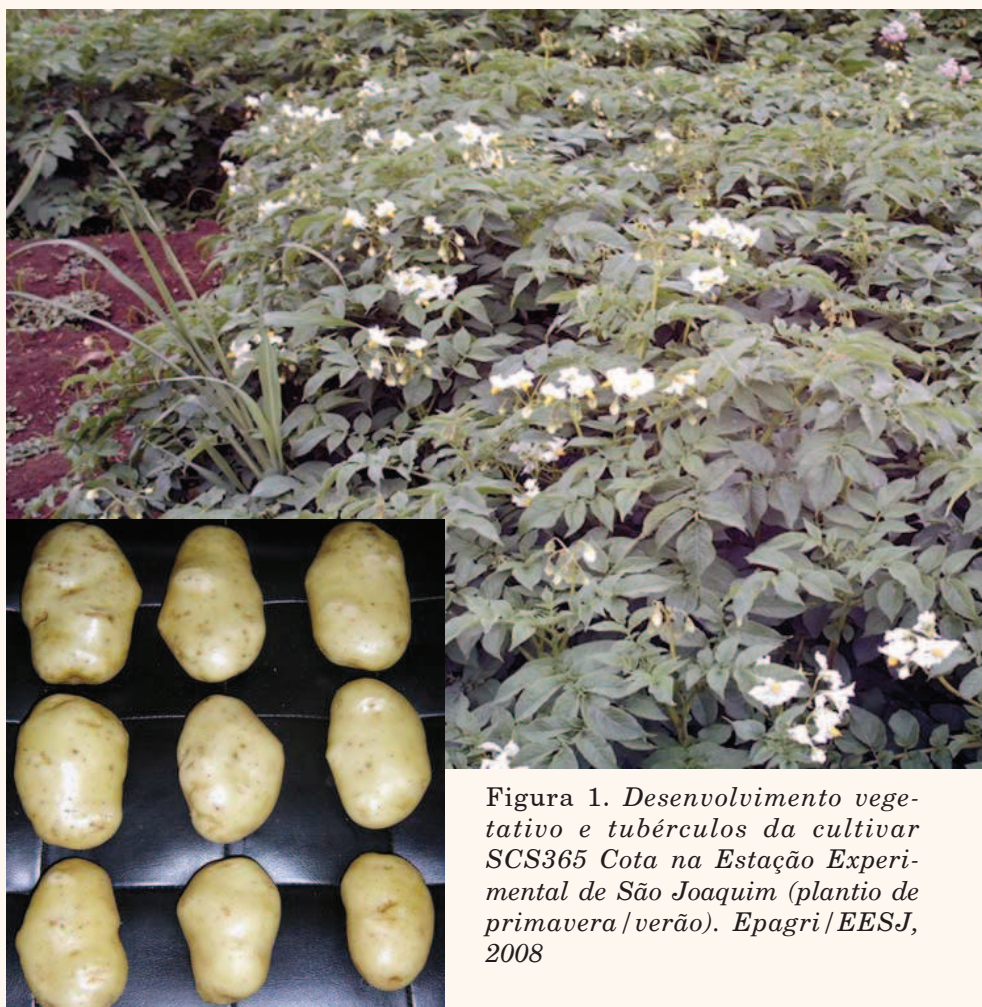 Figura 1. Desenvolvimento vege-
tativo e tubérculos da cultivar
SCS365 Cota na Estação Experi-
mental de São Joaquim (plantio de
primavera/verão). Epagri/EESJ,
2008